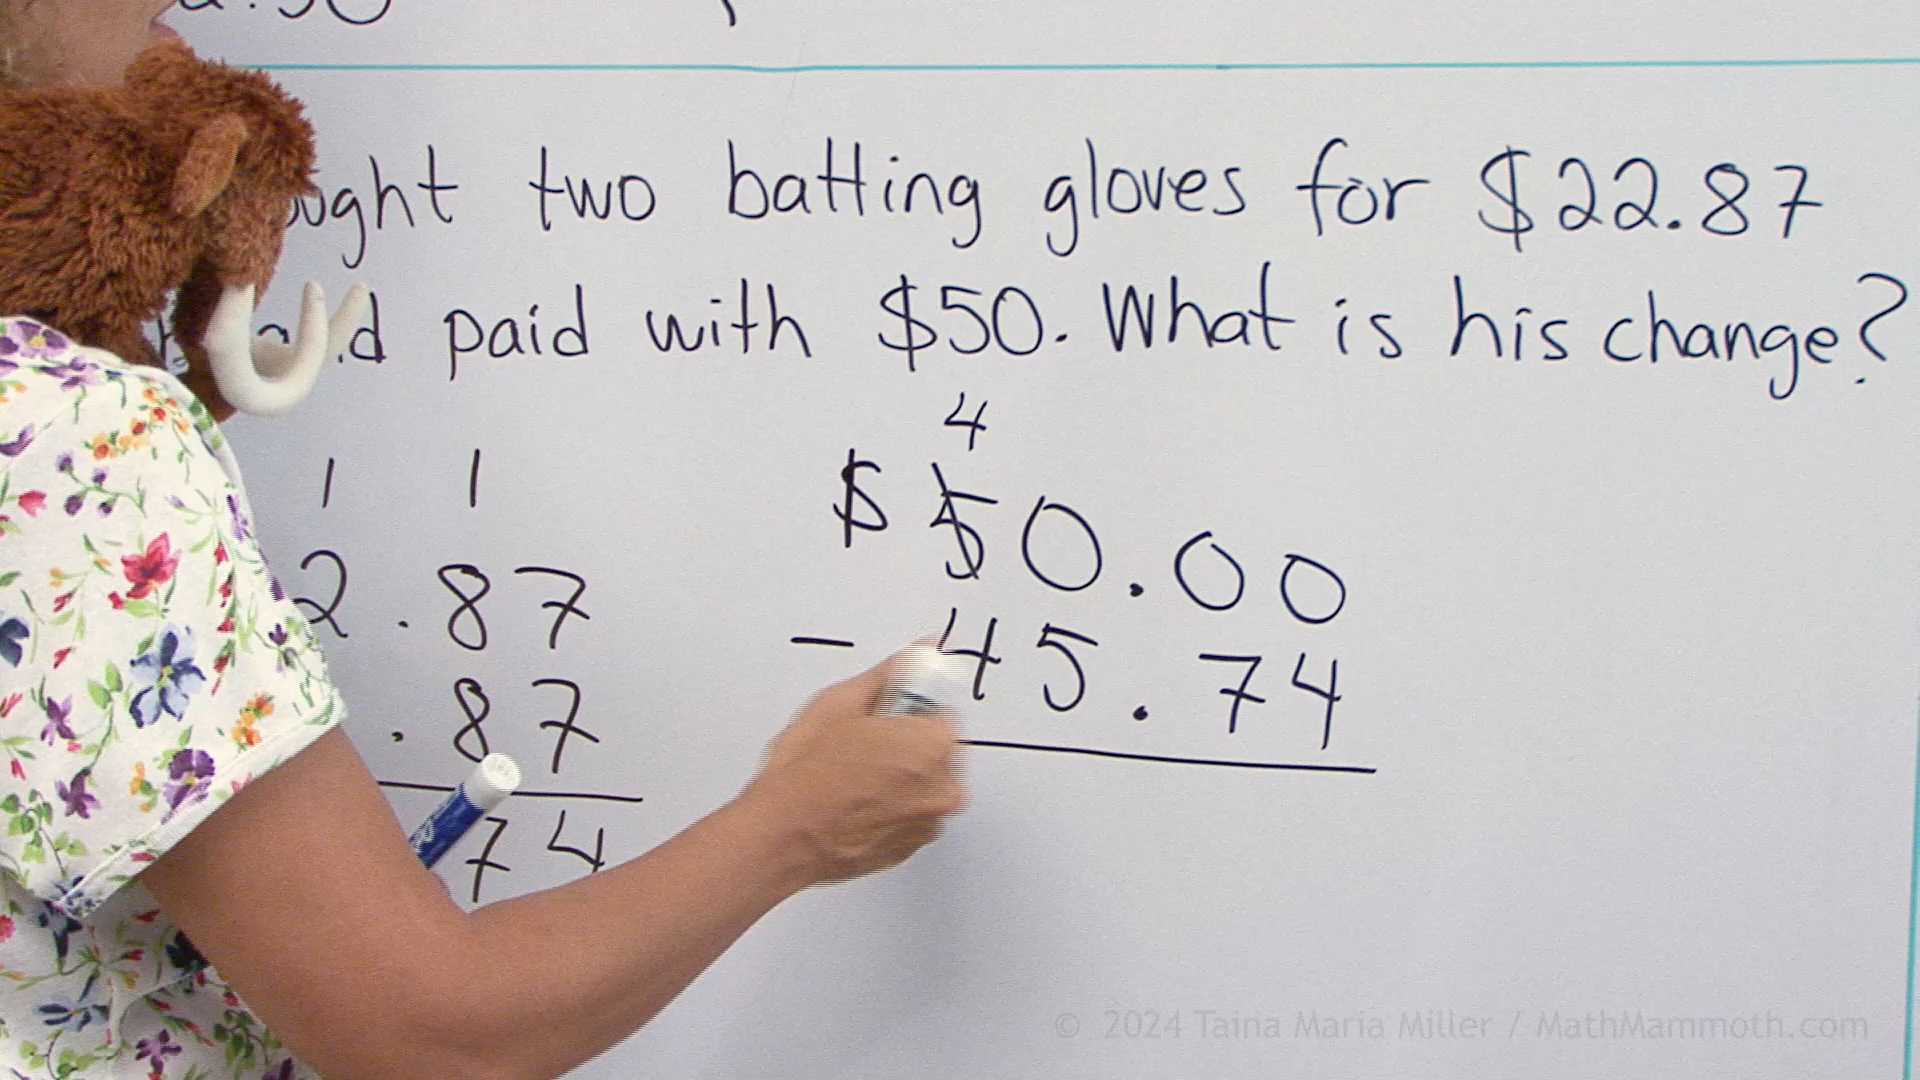 two batting gloves for $22.87
paid with $50. What is his change?
4
1 1
$50.00
2.87
- 45.74
.87
74
© 2024 Taina Maria Miller / MathMammoth.com